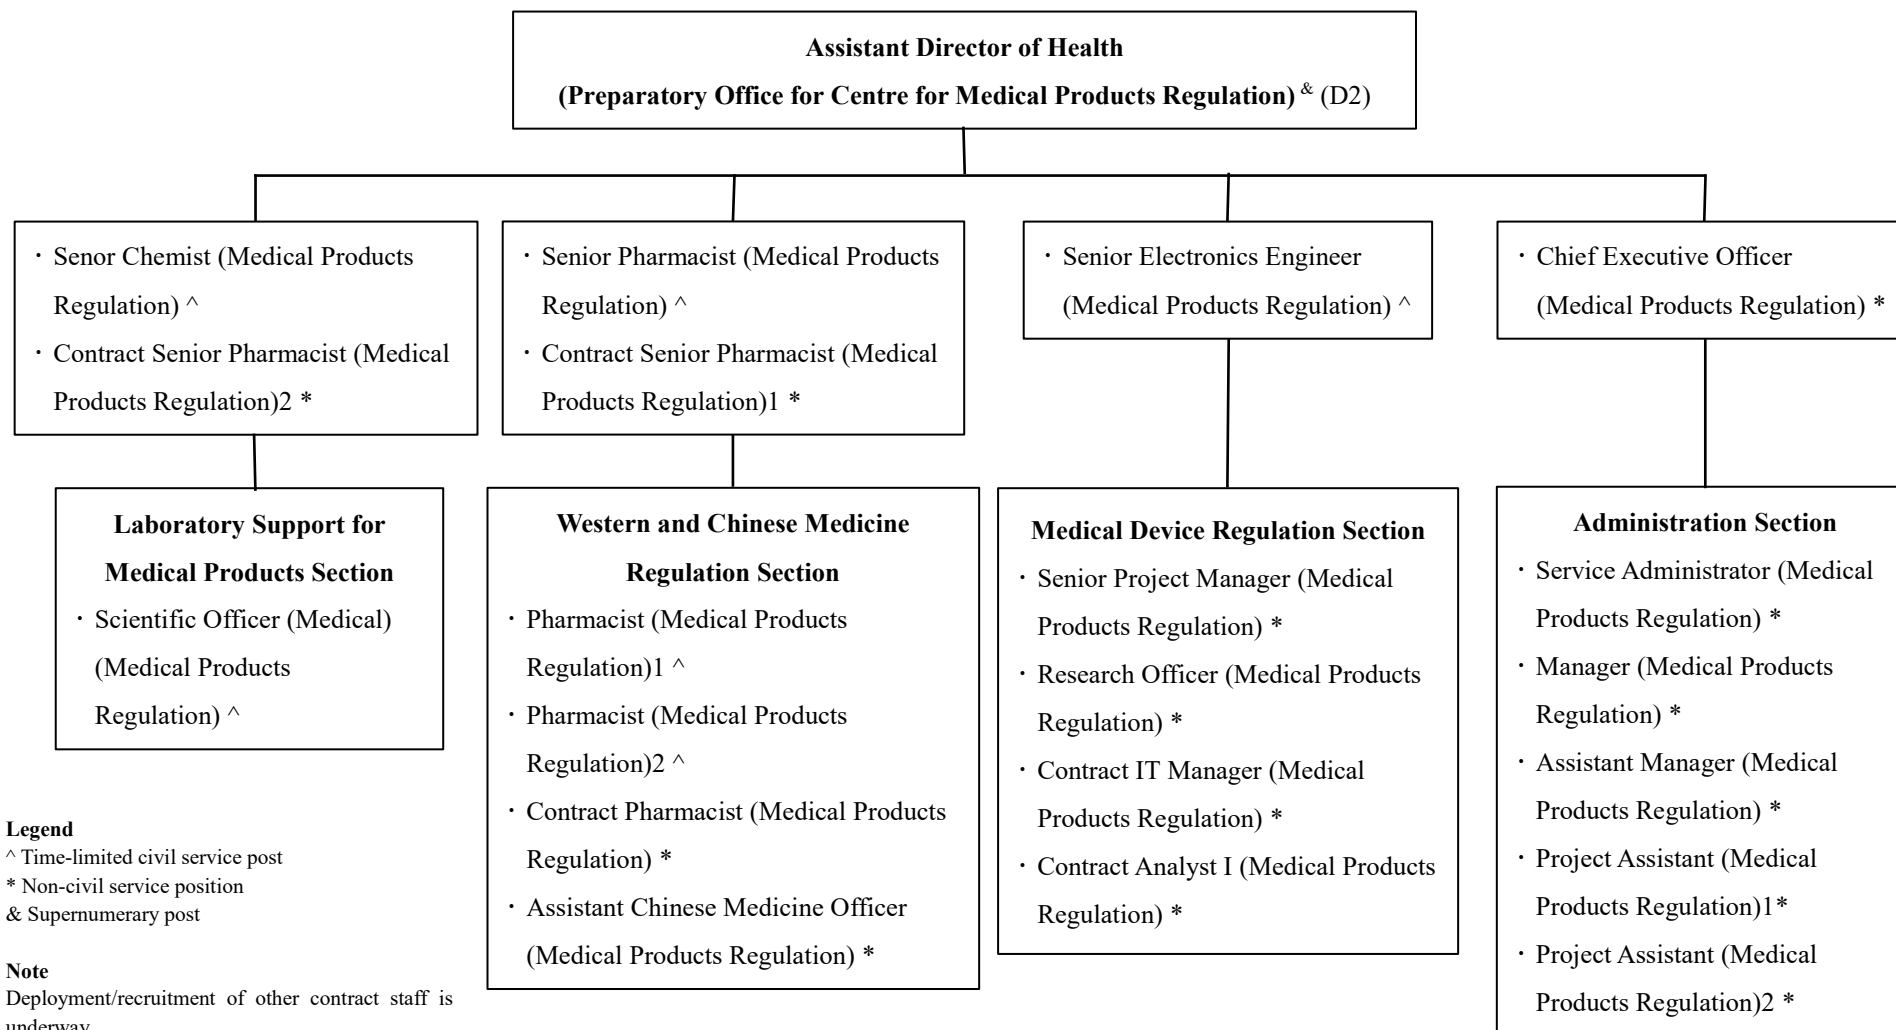 Assistant Director of Health
(Preparatory Office for Centre for Medical Products Regulation) & (D2)
· Senor Chemist (Medical Products
Regulation) ^
· Contract Senior Pharmacist (Medical
Products Regulation)2 *
· Senior Pharmacist (Medical Products
Regulation) ^
· Contract Senior Pharmacist (Medical
Products Regulation)1 *
· Senior Electronics Engineer
(Medical Products Regulation) ^
· Chief Executive Officer
(Medical Products Regulation) *
Laboratory Support for
Medical Products Section
· Scientific Officer (Medical)
(Medical Products
Regulation) ^
Western and Chinese Medicine
Regulation Section
· Pharmacist (Medical Products
Regulation)1 ^
· Pharmacist (Medical Products
Regulation)2 ^
· Contract Pharmacist (Medical Products
Regulation) *
· Assistant Chinese Medicine Officer
(Medical Products Regulation) *
Medical Device Regulation Section
· Senior Project Manager (Medical
Products Regulation) *
· Research Officer (Medical Products
Regulation) *
· Contract IT Manager (Medical
Products Regulation) *
· Contract Analyst I (Medical Products
Regulation) *
Administration Section
· Service Administrator (Medical
Products Regulation) *
· Manager (Medical Products
Regulation) *
· Assistant Manager (Medical
Products Regulation) *
· Project Assistant (Medical
Products Regulation)1*
· Project Assistant (Medical
Products Regulation)2 *
Legend
^ Time-limited civil service post
* Non-civil service position
& Supernumerary post
Note
Deployment/recruitment of other contract staff is
underway